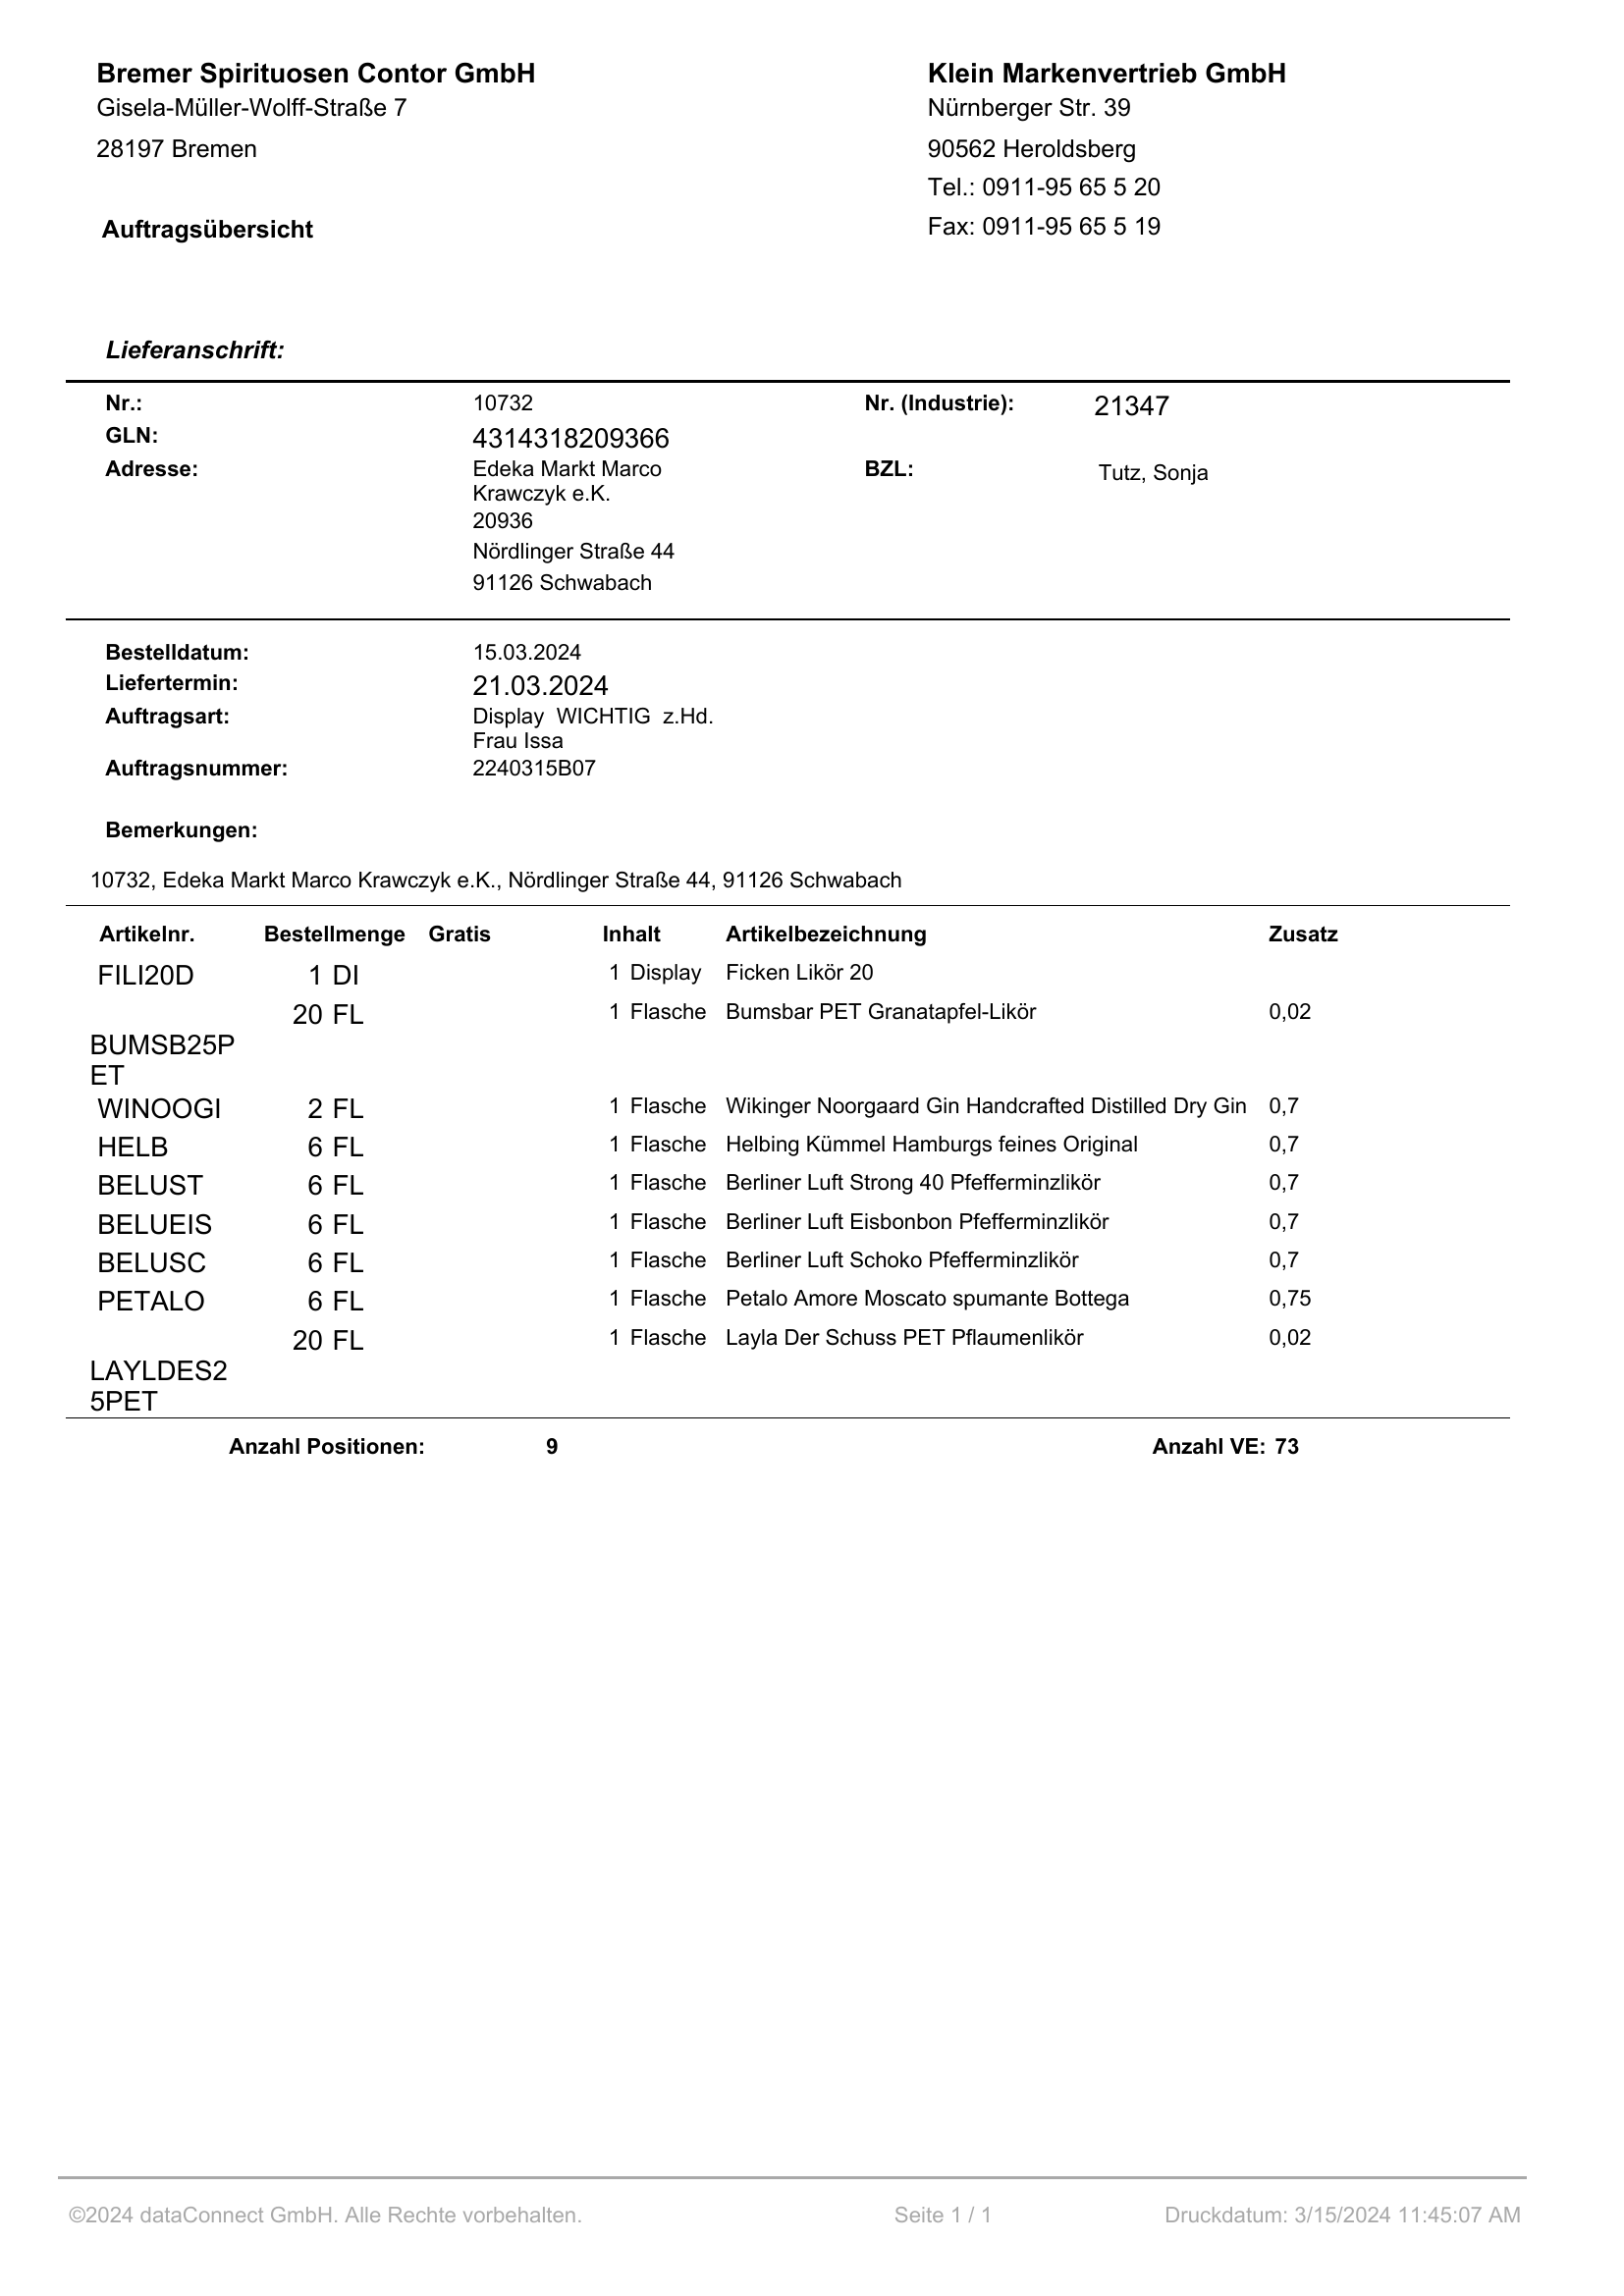 Bremer Spirituosen Contor GmbH
Gisela-Müller-Wolff-Straße 7
28197 Bremen
Auftragsübersicht
Klein Markenvertrieb GmbH
Nürnberger Str. 39
90562 Heroldsberg
Tel.: 0911-95 65 5 20
Fax: 0911-95 65 5 19
Lieferanschrift:
Nr.: 10732 Nr. (Industrie): 21347
GLN: 4314318209366
Adresse: Edeka Markt Marco BZL: Tutz, Sonja
Krawczyk e.K.
20936
Nördlinger Straße 44
91126 Schwabach
Bestelldatum: 15.03.2024
Liefertermin: 21.03.2024
Auftragsart: Display WICHTIG z.Hd.
Frau Issa
Auftragsnummer: 2240315B07
Bemerkungen:
10732, Edeka Markt Marco Krawczyk e.K., Nördlinger Straße 44, 91126 Schwabach
Artikelnr. Bestellmenge Gratis Inhalt Artikelbezeichnung Zusatz
FILI20D 1 DI 1 Display Ficken Likör 20
20 FL 1 Flasche Bumsbar PET Granatapfel-Likör 0,02
BUMSB25P
ET
WINOOGI 2 FL 1 Flasche Wikinger Noorgaard Gin Handcrafted Distilled Dry Gin 0,7
HELB 6 FL 1 Flasche Helbing Kümmel Hamburgs feines Original 0,7
BELUST 6 FL 1 Flasche Berliner Luft Strong 40 Pfefferminzlikör 0,7
BELUEIS 6 FL 1 Flasche Berliner Luft Eisbonbon Pfefferminzlikör 0,7
BELUSC 6 FL 1 Flasche Berliner Luft Schoko Pfefferminzlikör 0,7
PETALO 6 FL 1 Flasche Petalo Amore Moscato spumante Bottega 0,75
20 FL 1 Flasche Layla Der Schuss PET Pflaumenlikör 0,02
LAYLDES2
5PET
Anzahl Positionen: 9 Anzahl VE: 73
©2024 dataConnect GmbH. Alle Rechte vorbehalten. Seite 1 / 1 Druckdatum: 3/15/2024 11:45:07 AM